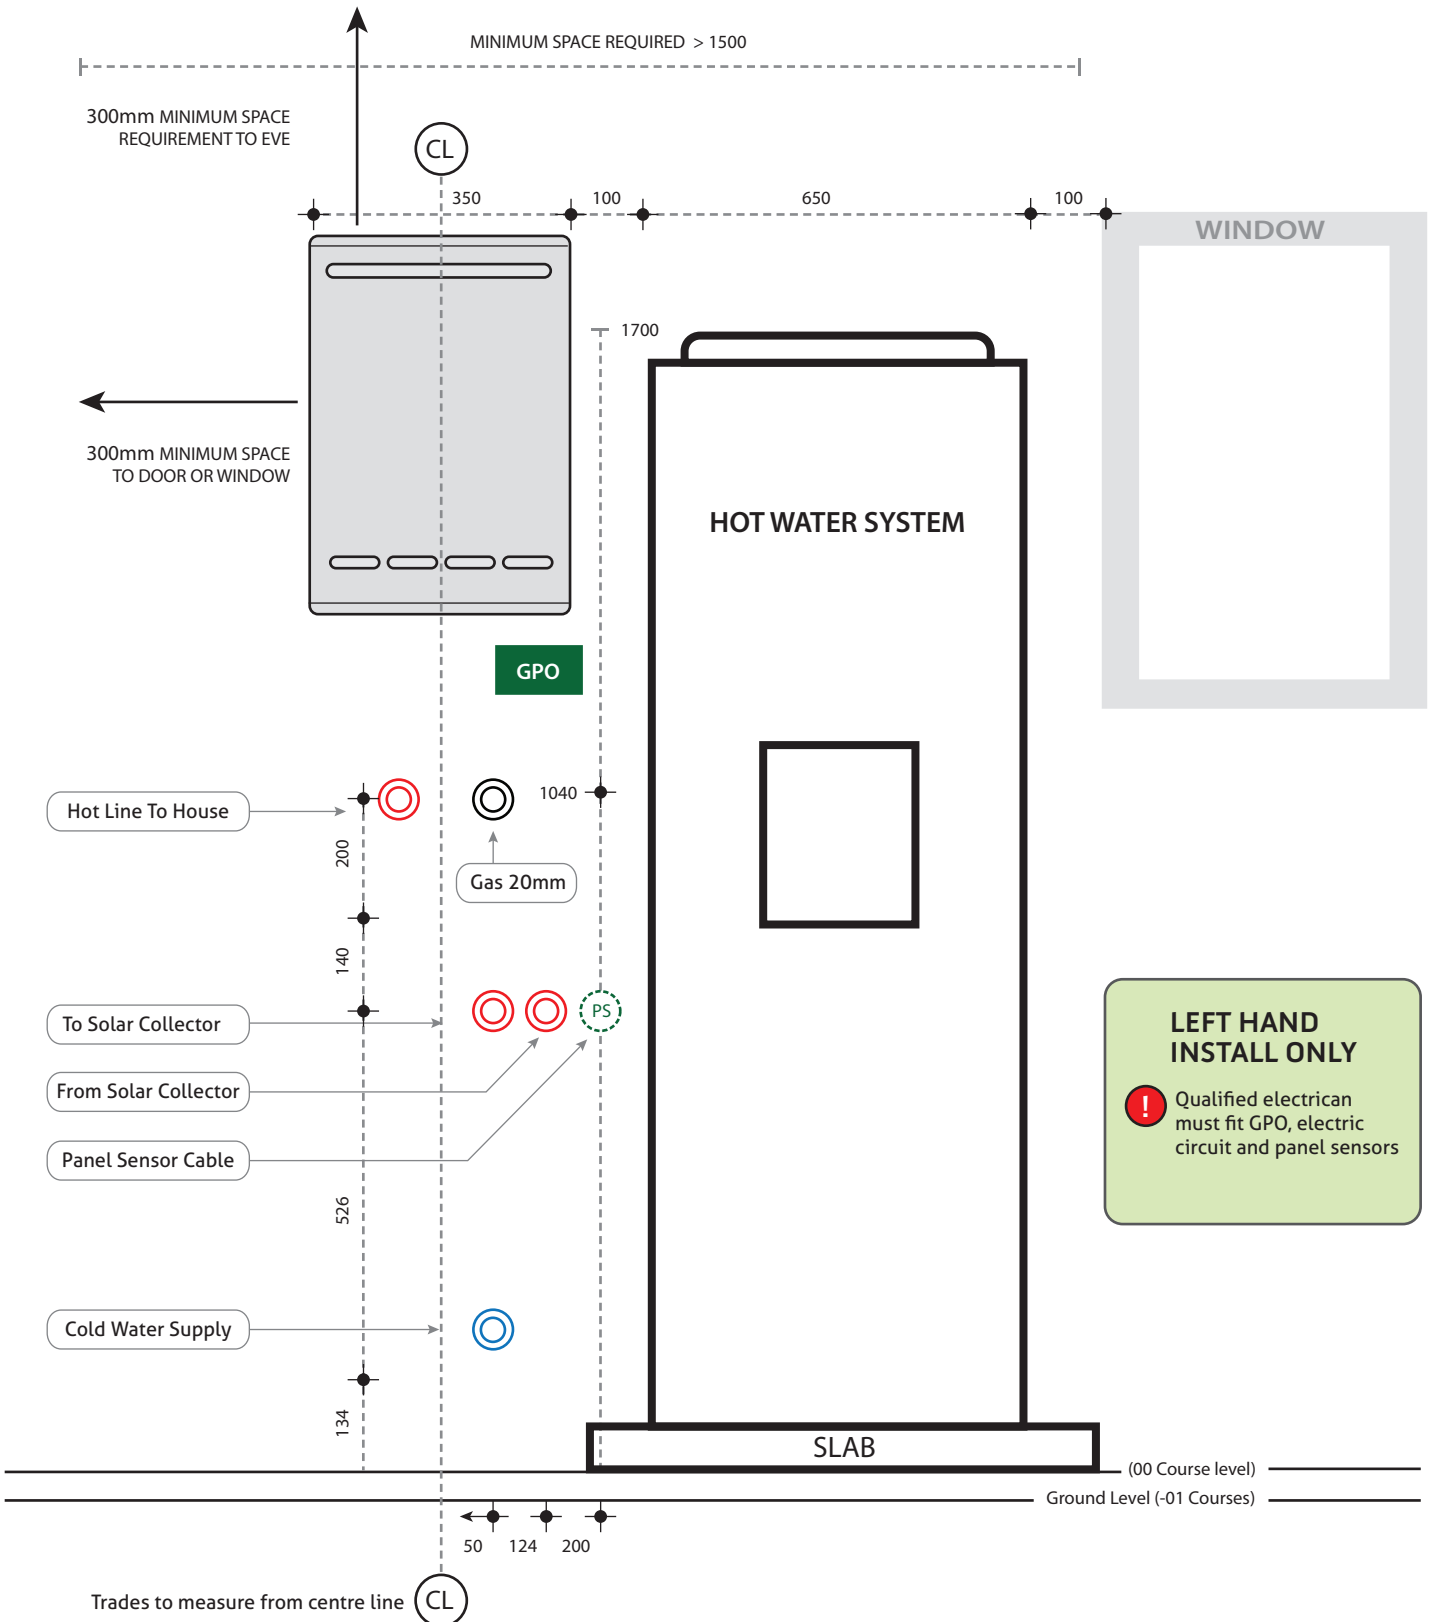 MINIMUM SPACE REQUIRED > 1500
300mm MINIMUM SPACE
REQUIREMENT TO EVE
CL
350
100
650
100
WINDOW
1700
300mm MINIMUM SPACE
TO DOOR OR WINDOW
HOT WATER SYSTEM
GPO
Hot Line To House
1040
200
Gas 20mm
140
To Solar Collector
PS
From Solar Collector
Panel Sensor Cable
LEFT HAND
INSTALL ONLY
!
Qualified electrican
must fit GPO, electric
circuit and panel sensors
526
Cold Water Supply
134
SLAB
(00 Course level)
Ground Level (-01 Courses)
50
124
200
Trades to measure from centre line
CL